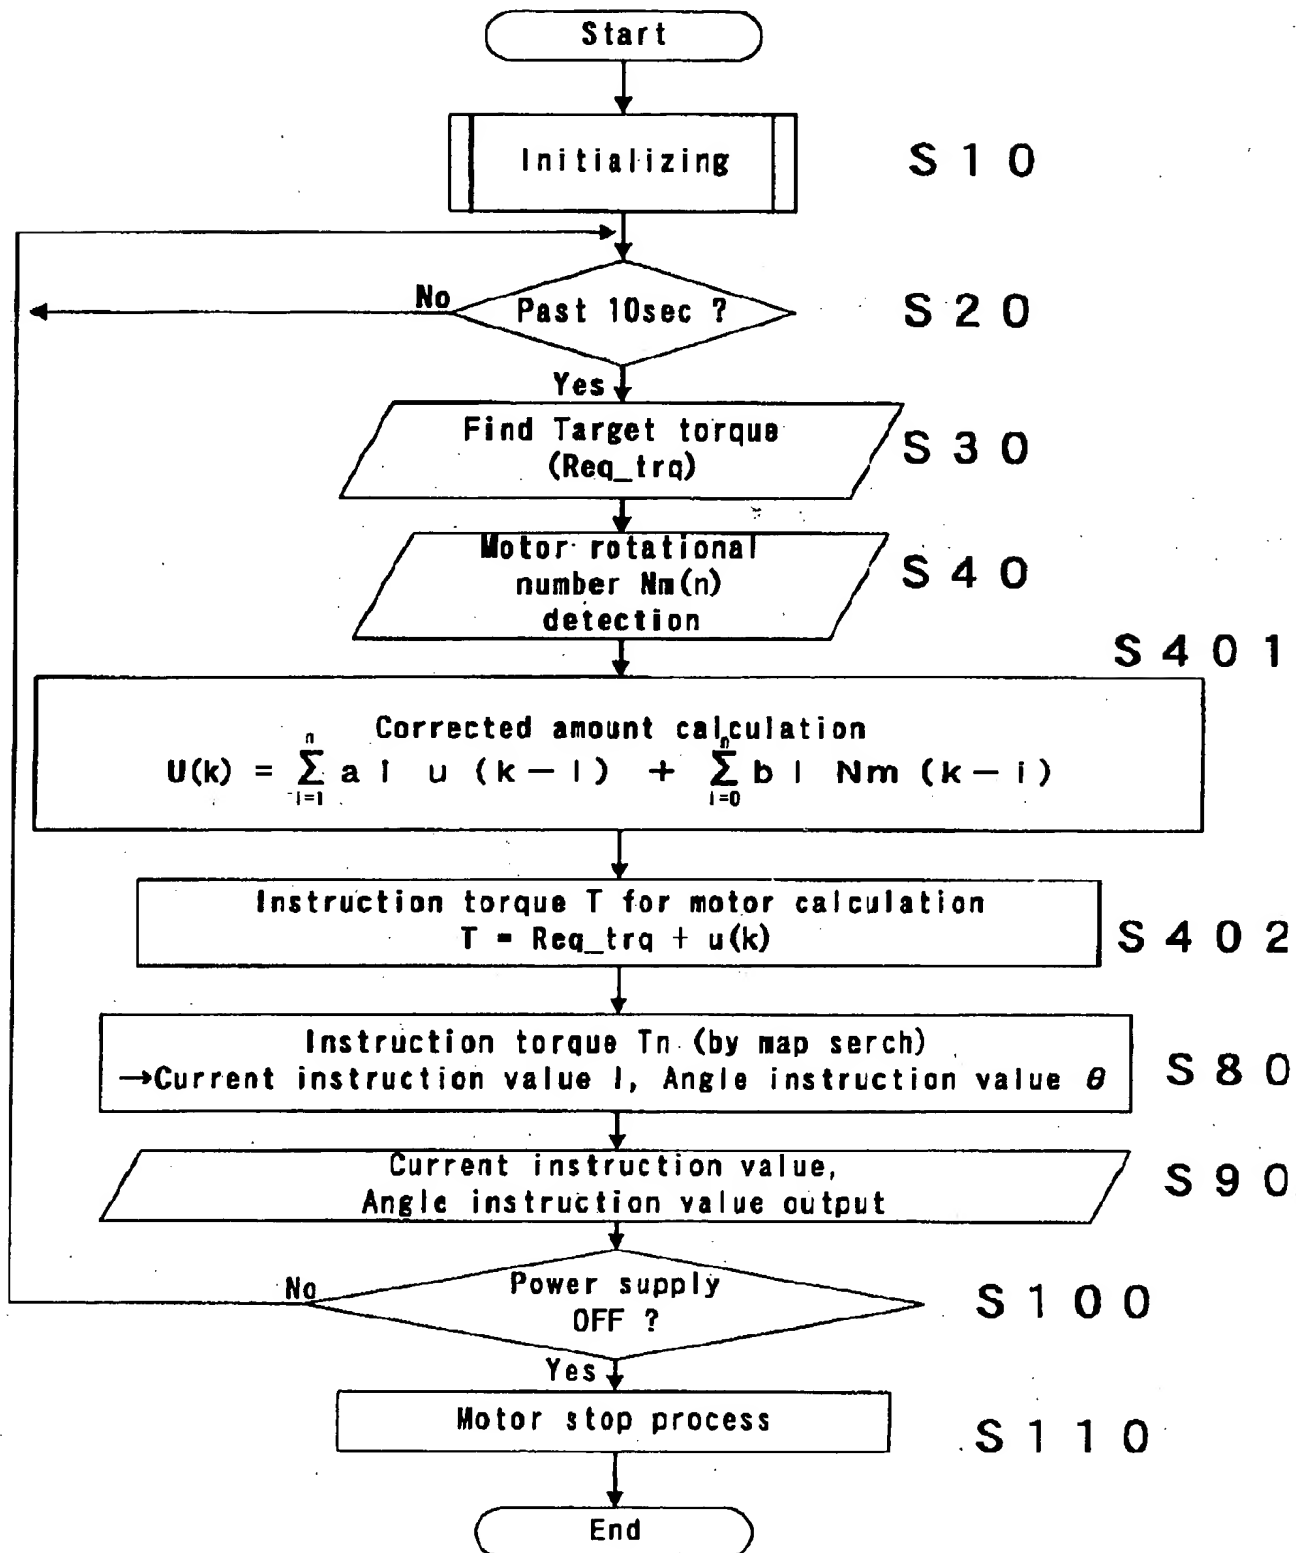 Start
Initializing
S10
No
Past 10sec ?
S20
Yes
Find Target torque
(Req_trq)
S30
Motor rotational
number Nm(n)
detection
S40
S401
Corrected amount calculation
U(k) = n Σ i=1 a i u (k-i) + n Σ i=0 b i Nm (k-i)
Instruction torque T for motor calculation
T = Req_trq + u(k)
S402
Instruction torque Tn (by map serch)
→Current instruction value I, Angle instruction value θ
S80
Current instruction value,
Angle instruction value output
S90
No
Power supply
OFF ?
S100
Yes
Motor stop process
S110
End